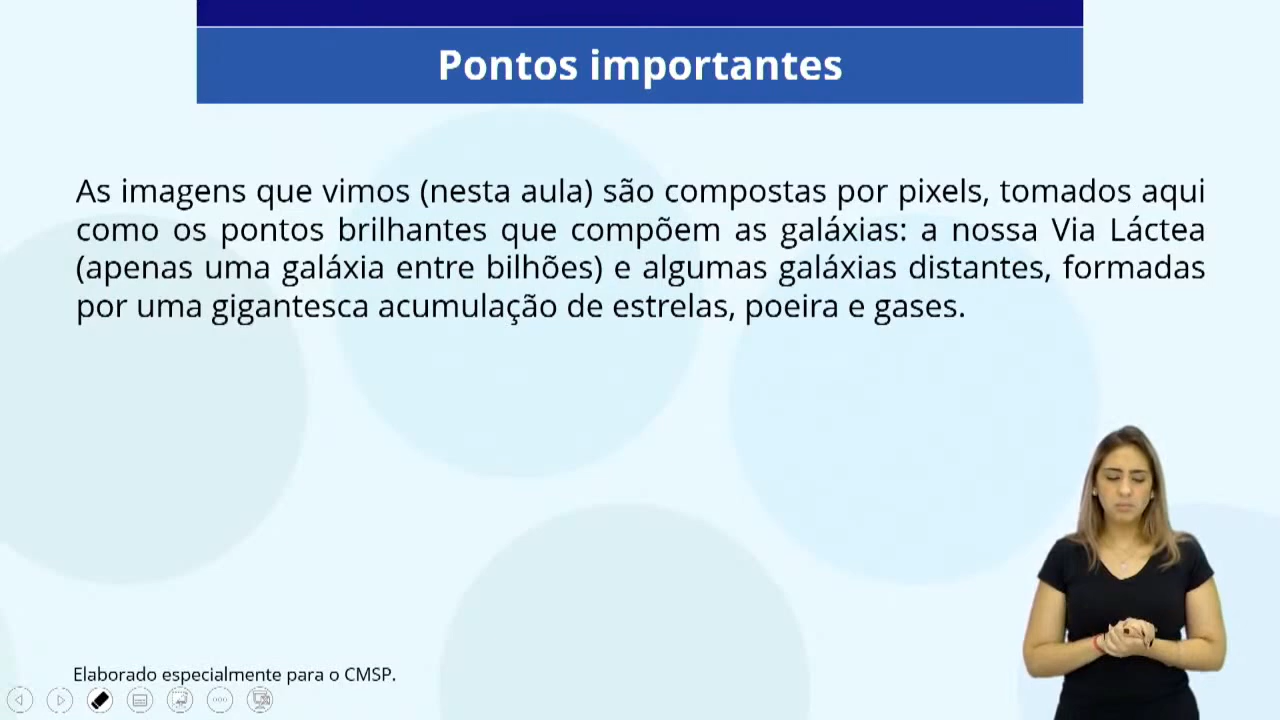 Pontos importantes
As imagens que vimos (nesta aula) são compostas por pixels, tomados aqui
como os pontos brilhantes que compõem as galáxias: a nossa Via Láctea
(apenas uma galáxia entre bilhões) e algumas galáxias distantes, formadas
por uma gigantesca acumulação de estrelas, poeira e gases.
Elaborado especialmente para o CMSP.